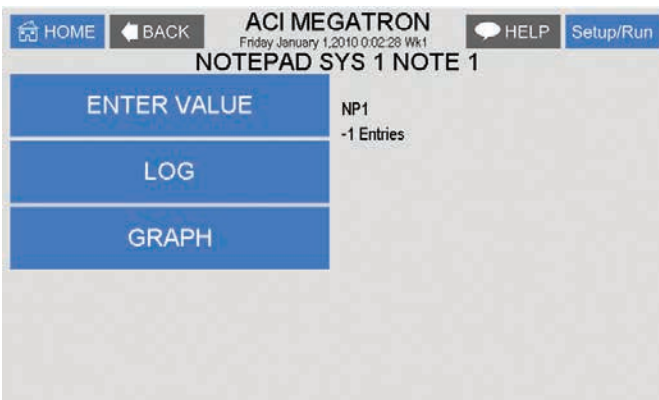 HOME BACK ACI MEGATRON HELP Setup/Run
Friday January 1,2010 0:02:28 Wk1
NOTEPAD SYS 1 NOTE 1
ENTER VALUE
NP1
-1 Entries
LOG
GRAPH